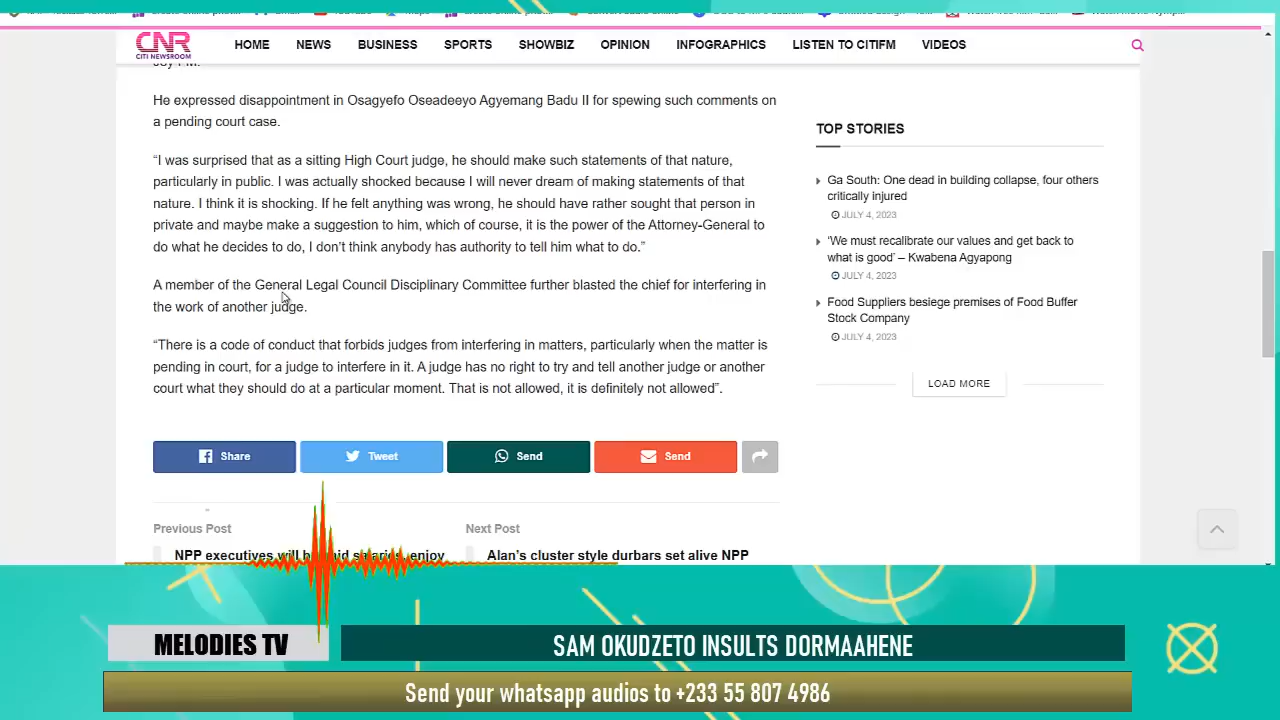 CNR
CITI NEWSROOM
HOME NEWS BUSINESS SPORTS SHOWBIZ OPINION INFOGRAPHICS LISTEN TO CITIFM VIDEOS
He expressed disappointment in Osagyefo Oseadeeyo Agyemang Badu II for spewing such comments on
a pending court case.
“I was surprised that as a sitting High Court judge, he should make such statements of that nature,
particularly in public. I was actually shocked because I will never dream of making statements of that
nature. I think it is shocking. If he felt anything was wrong, he should have rather sought that person in
private and maybe make a suggestion to him, which of course, it is the power of the Attorney-General to
do what he decides to do, I don’t think anybody has authority to tell him what to do.”
A member of the General Legal Council Disciplinary Committee further blasted the chief for interfering in
the work of another judge.
“There is a code of conduct that forbids judges from interfering in matters, particularly when the matter is
pending in court, for a judge to interfere in it. A judge has no right to try and tell another judge or another
court what they should do at a particular moment. That is not allowed, it is definitely not allowed”.
Share Tweet Send Send
Previous Post Next Post
NPP executives will enjoy
Alan’s cluster style durbars set alive NPP
TOP STORIES
Ga South: One dead in building collapse, four others
critically injured
JULY 4, 2023
‘We must recalibrate our values and get back to
what is good’ – Kwabena Agyapong
JULY 4, 2023
Food Suppliers besiege premises of Food Buffer
Stock Company
JULY 4, 2023
LOAD MORE
MELODIES TV
SAM OKUDZETO INSULTS DORMAAHENE
Send your whatsapp audios to +233 55 807 4986